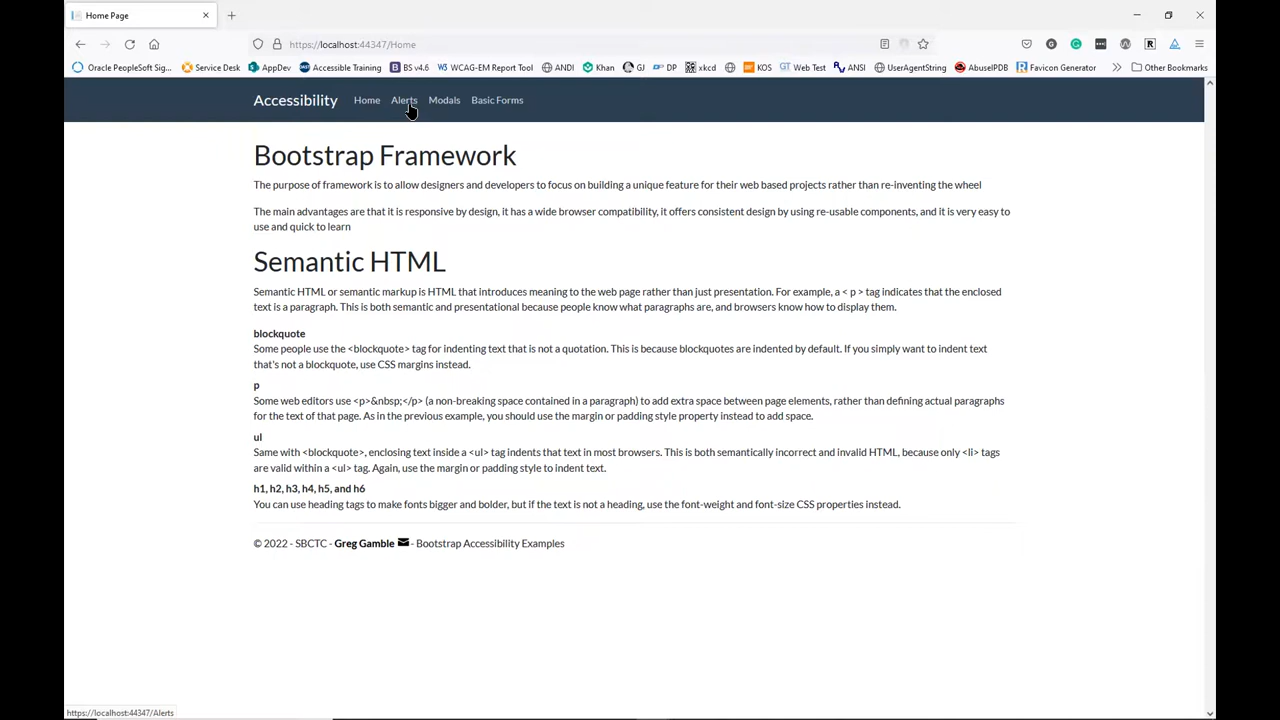 Home Page
https://localhost:44347/Home
Oracle PeopleSoft Sig... Service Desk AppDev Accessible Training BS v4.6 WCAG-EM Report Tool ANDI Khan GJ DP xkcd KOS Web Test ANSI UserAgentString AbuseIPDB Favicon Generator Other Bookmarks
Accessibility Home Alerts Modals Basic Forms
Bootstrap Framework
The purpose of framework is to allow designers and developers to focus on building a unique feature for their web based projects rather than re-inventing the wheel
The main advantages are that it is responsive by design, it has a wide browser compatibility, it offers consistent design by using re-usable components, and it is very easy to
use and quick to learn
Semantic HTML
Semantic HTML or semantic markup is HTML that introduces meaning to the web page rather than just presentation. For example, a < p > tag indicates that the enclosed
text is a paragraph. This is both semantic and presentational because people know what paragraphs are, and browsers know how to display them.
blockquote
Some people use the <blockquote> tag for indenting text that is not a quotation. This is because blockquotes are indented by default. If you simply want to indent text
that's not a blockquote, use CSS margins instead.
p
Some web editors use <p>&nbsp;</p> (a non-breaking space contained in a paragraph) to add extra space between page elements, rather than defining actual paragraphs
for the text of that page. As in the previous example, you should use the margin or padding style property instead to add space.
ul
Same with <blockquote>, enclosing text inside a <ul> tag indents that text in most browsers. This is both semantically incorrect and invalid HTML, because only <li> tags
are valid within a <ul> tag. Again, use the margin or padding style to indent text.
h1, h2, h3, h4, h5, and h6
You can use heading tags to make fonts bigger and bolder, but if the text is not a heading, use the font-weight and font-size CSS properties instead.
© 2022 - SBCTC - Greg Gamble - Bootstrap Accessibility Examples
https://localhost:44347/Alerts